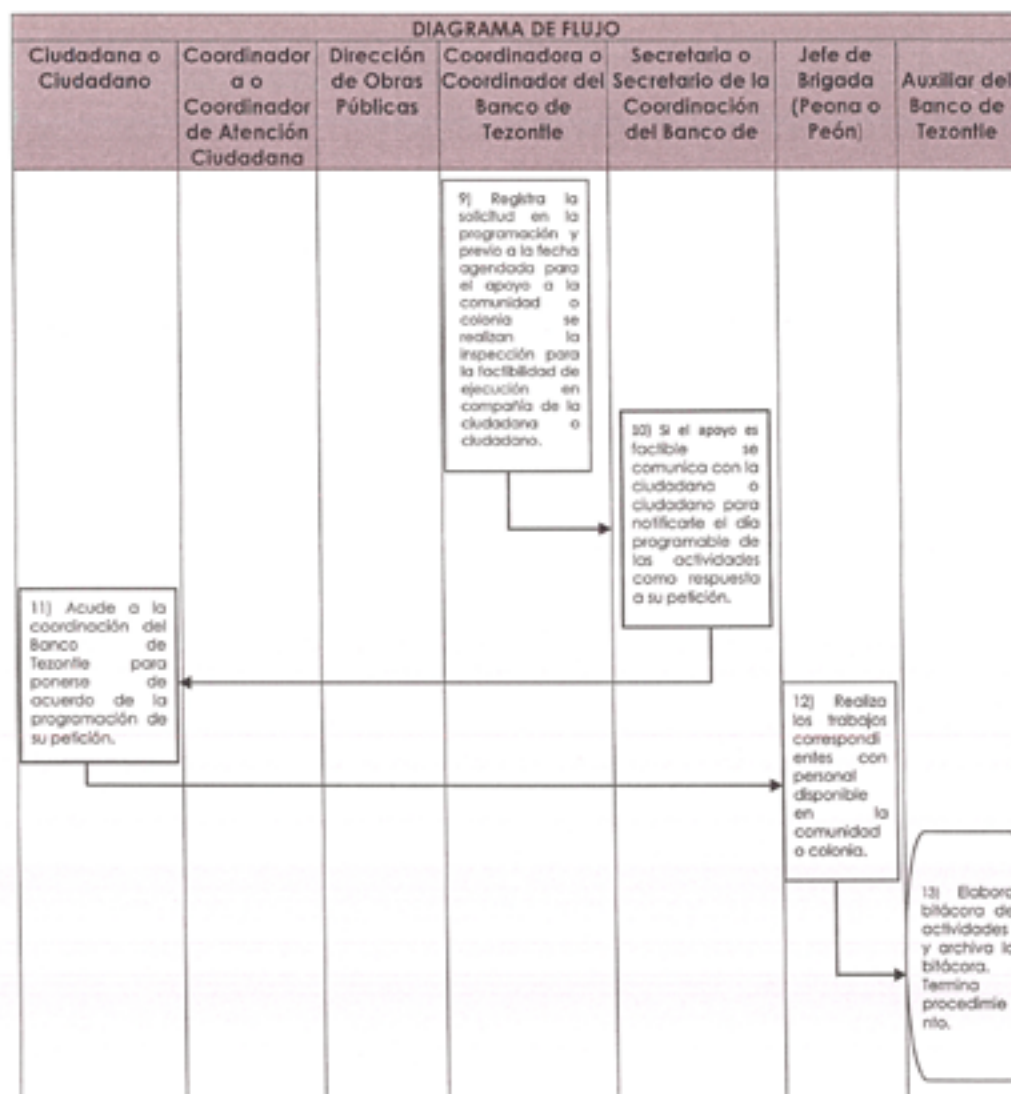 DIAGRAMA DE FLUJO
Ciudadana o
Ciudadano
Coordinador
a o
Coordinador
de Atención
Ciudadana
Dirección
de Obras
Públicas
Coordinadora o
Coordinador del
Banco de
Tezontle
Secretaria o
Secretario de la
Coordinación
del Banco de
Jefe de
Brigada
(Peona o
Peón)
Auxiliar del
Banco de
Tezontle
9) Registra la
solicitud en la
programación y
previo a la fecha
agendada para
el apoyo a la
comunidad o
colonia se
realizan la
inspección para
la factibilidad de
ejecución en
compañía de la
ciudadana o
ciudadano.
10) Si el apoyo es
factible se
comunica con la
ciudadana o
ciudadano para
notificarle el día
programable de
las actividades
como respuesta
a su petición.
11) Acude a la
coordinación del
Banco de
Tezontle para
ponerse de
acuerdo de la
programación de
su petición.
12) Realiza
los trabajos
correspondi
entes con
personal
disponible
en la
comunidad
o colonia.
13) Elabora
bitácora de
actividades
y archiva la
bitácora.
Termina
procedimie
nto.